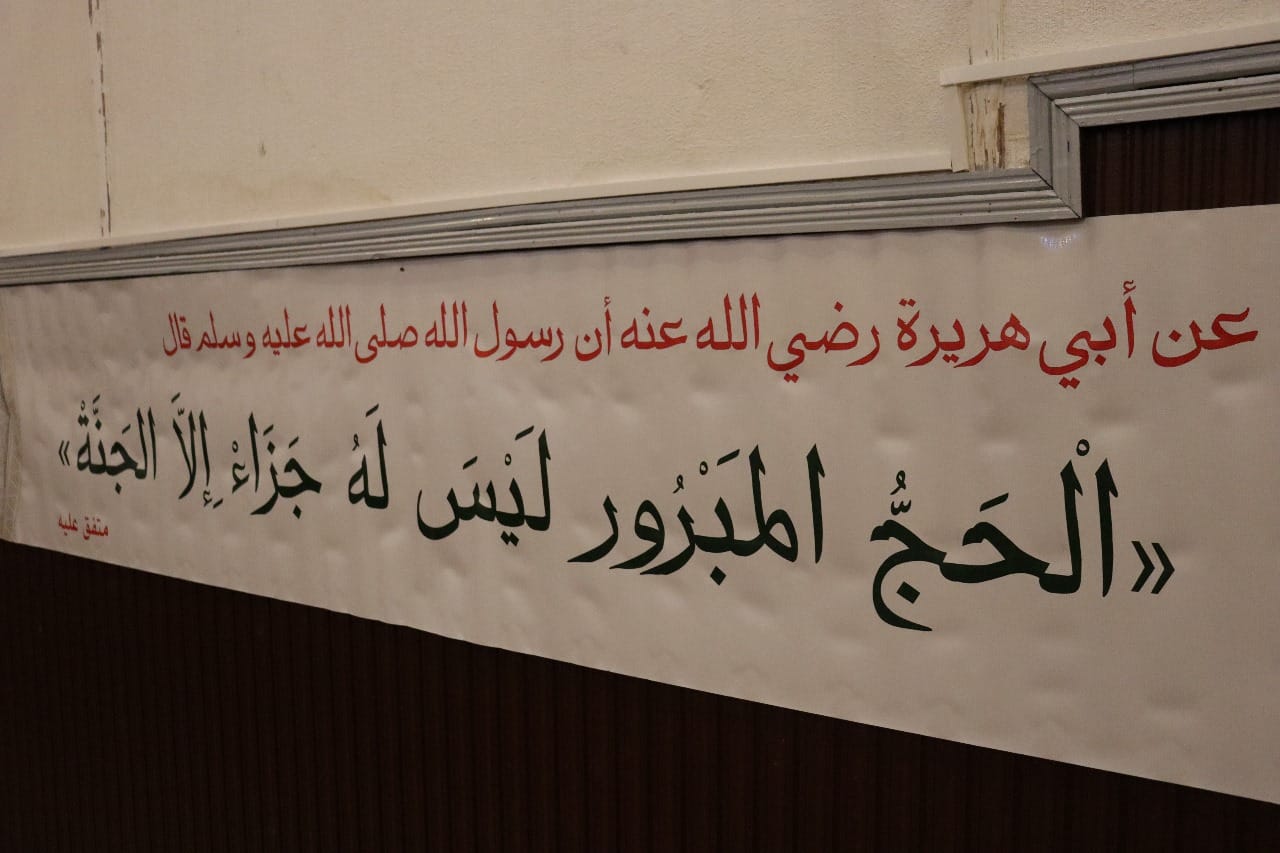 عن أبي هريرة رضي الله عنه أن رسول الله صلى الله عليه وسلم قال
«الْحَجُّ المَبْرُور لَيْسَ لَهُ جَزَاءْ إِلاَّ الجَنَّةْ»
متفق عليه